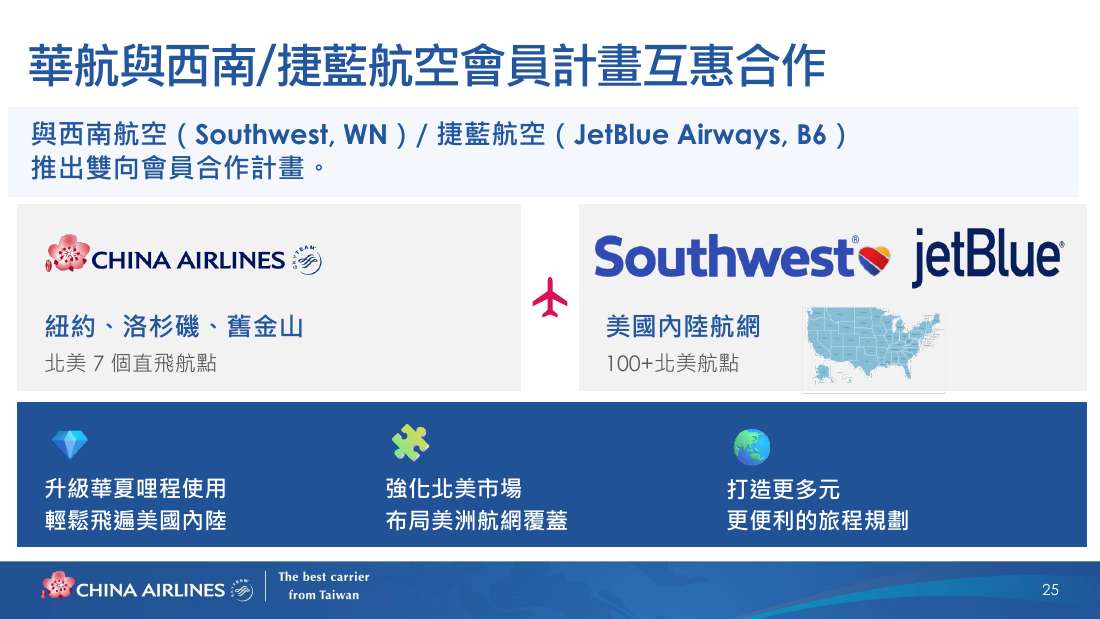 華航與西南/捷藍航空會員計畫互惠合作
與西南航空（Southwest, WN）/ 捷藍航空（JetBlue Airways, B6）
推出雙向會員合作計畫。
CHINA AIRLINES
SKYTEAM
紐約、洛杉磯、舊金山
北美 7 個直飛航點
Southwest®
jetBlue®
美國內陸航網
100+北美航點
升級華夏哩程使用
輕鬆飛遍美國內陸
強化北美市場
布局美洲航網覆蓋
打造更多元
更便利的旅程規劃
CHINA AIRLINES
The best carrier
from Taiwan
25